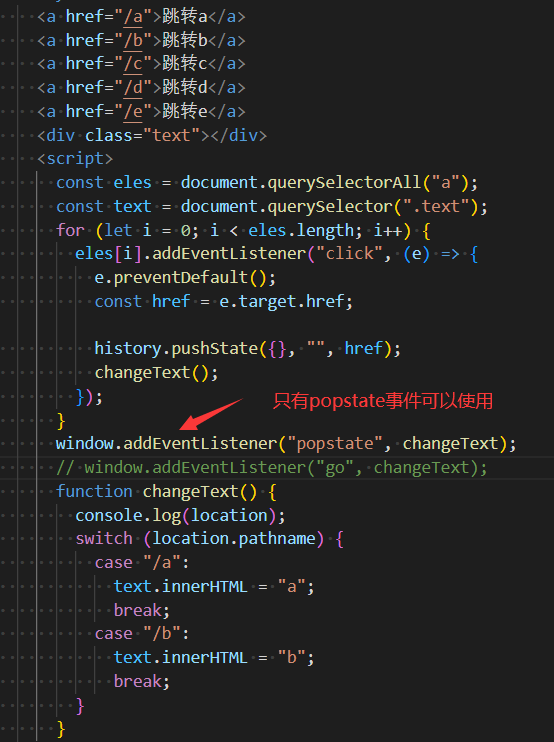 <a href="/a">跳转a</a>
<a href="/b">跳转b</a>
<a href="/c">跳转c</a>
<a href="/d">跳转d</a>
<a href="/e">跳转e</a>
<div class="text"></div>
<script>
const eles = document.querySelectorAll("a");
const text = document.querySelector(".text");
for (let i = 0; i < eles.length; i++) {
eles[i].addEventListener("click", (e) => {
e.preventDefault();
const href = e.target.href;
history.pushState({}, "", href);
changeText();
});
只有popstate事件可以使用
}
window.addEventListener("popstate", changeText);
// window.addEventListener("go", changeText);
function changeText() {
console.log(location);
switch (location.pathname) {
case "/a":
text.innerHTML = "a";
break;
case "/b":
text.innerHTML = "b";
break;
}
}